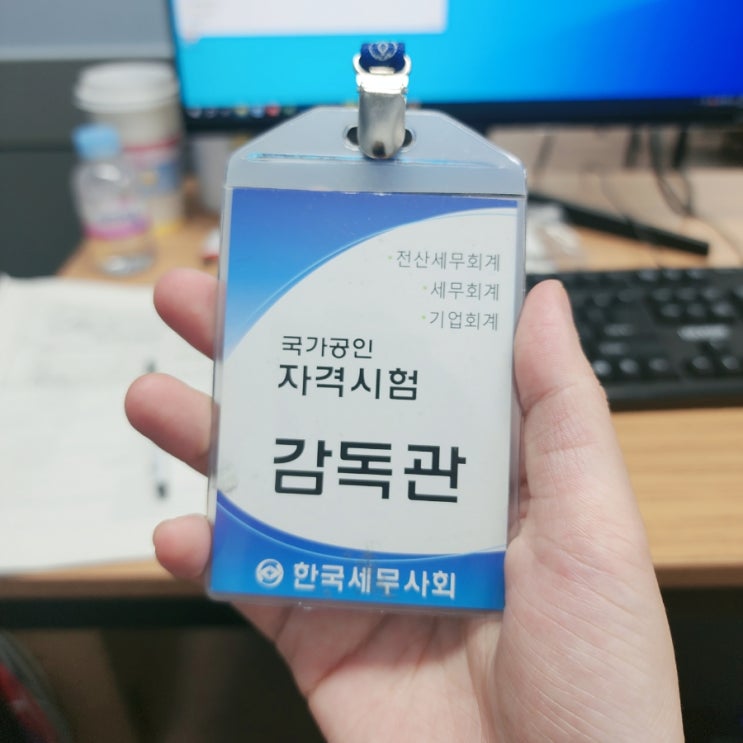 · 전산세무회계
· 세무회계
· 기업회계
국가공인
자격시험
감독관
한국세무사회